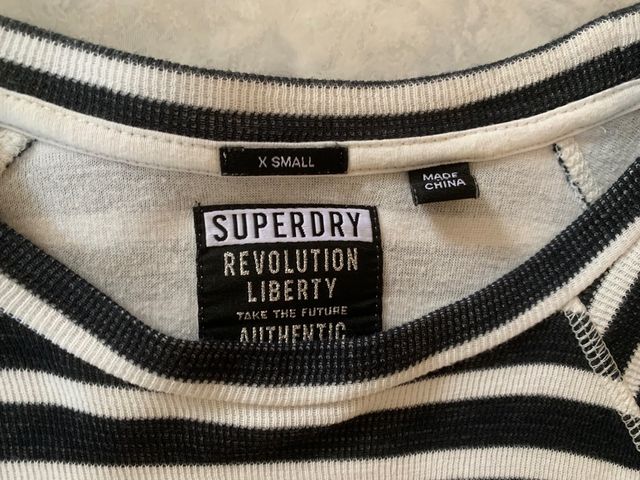 X SMALL
MADE
CHINA
SUPERDRY
REVOLUTION
LIBERTY
TAKE THE FUTURE
AUTHENTIC